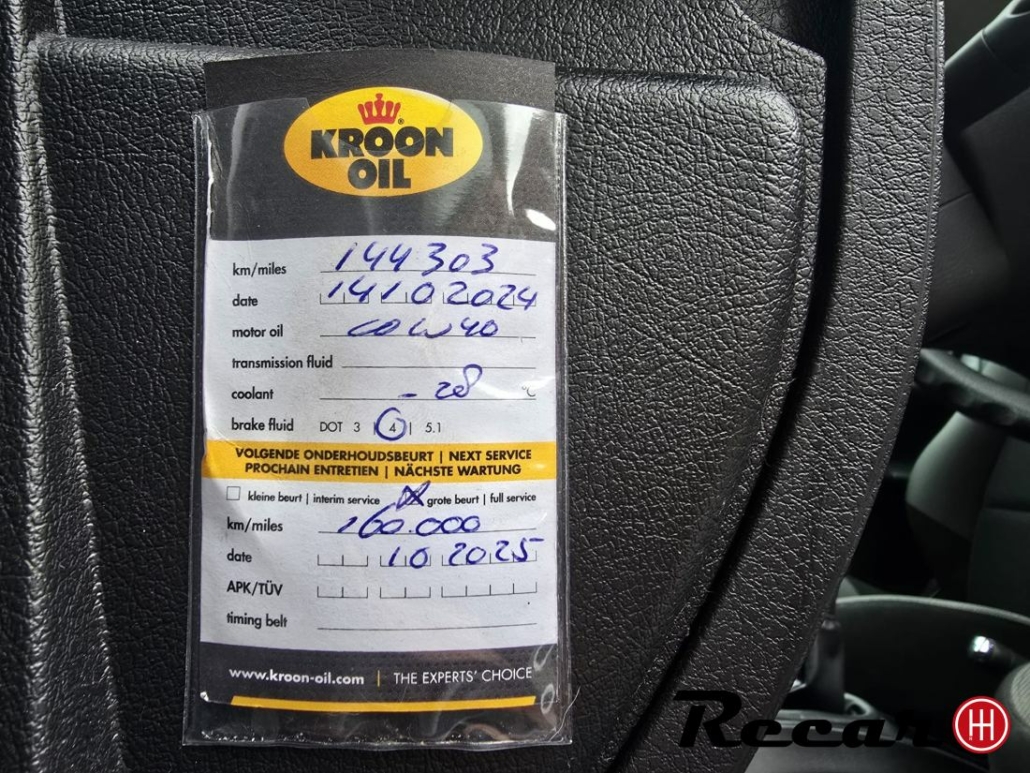 KROON
OIL
km/miles 144303
date 14 10 2024
motor oil 0W40
transmission fluid
coolant -28 °C
brake fluid DOT 3 | 4 | 5.1
VOLGENDE ONDERHOUDSBEURT | NEXT SERVICE
PROCHAIN ENTRETIEN | NÄCHSTE WARTUNG
kleine beurt | interim service grote beurt | full service
km/miles 160.000
date 10 2025
APK/TÜV
timing belt
www.kroon-oil.com | THE EXPERTS' CHOICE
Recar